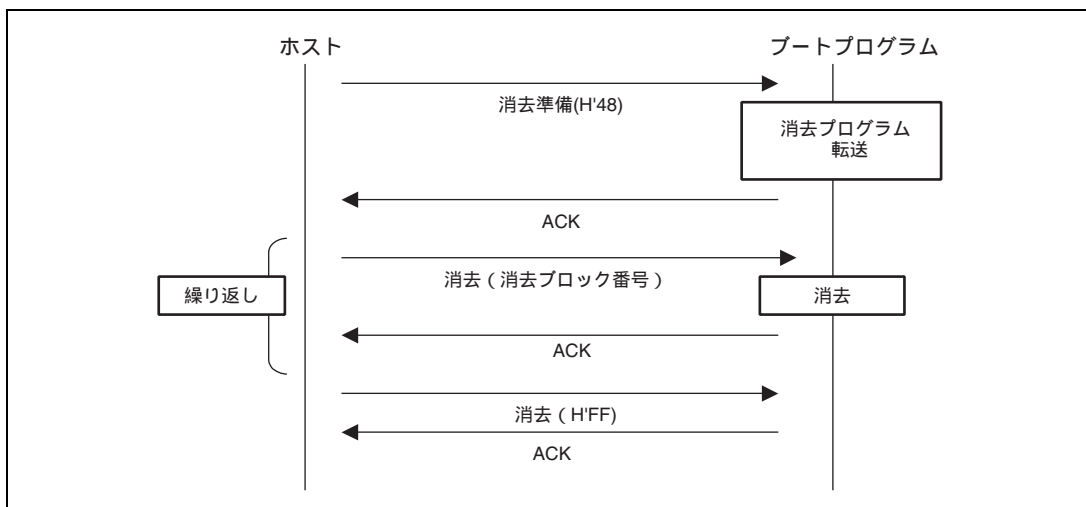 ホスト
ブートプログラム
消去準備(H'48)
消去プログラム
転送
ACK
消去（消去ブロック番号）
繰り返し
消去
ACK
消去（H'FF)
ACK